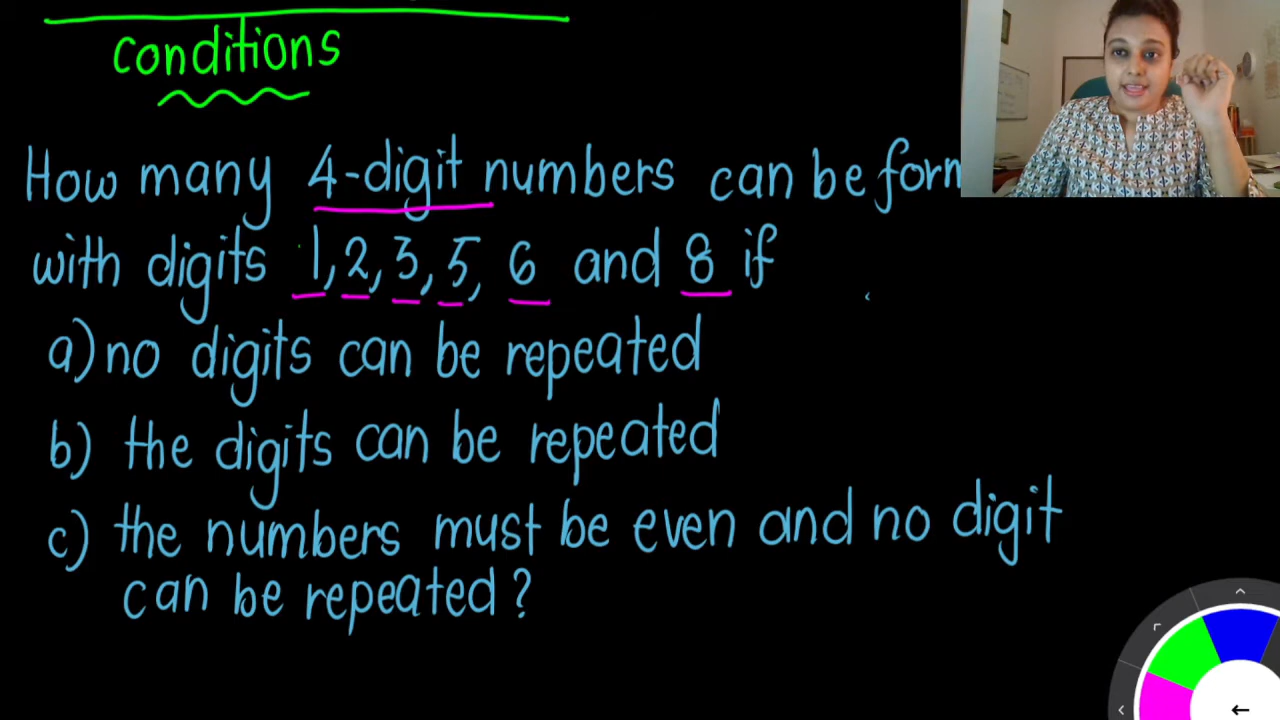 conditions
How many 4-digit numbers can be form
with digits 1, 2, 3, 5, 6 and 8 if
a) no digits can be repeated
b) the digits can be repeated
c) the numbers must be even and no digit
can be repeated?